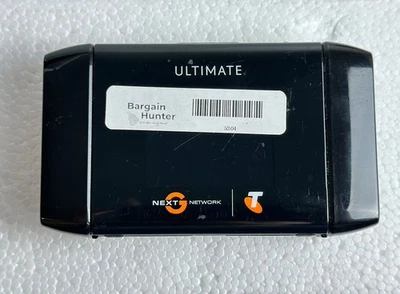 ULTIMATE
Bargain
Hunter
NEXT G NETWORK
T